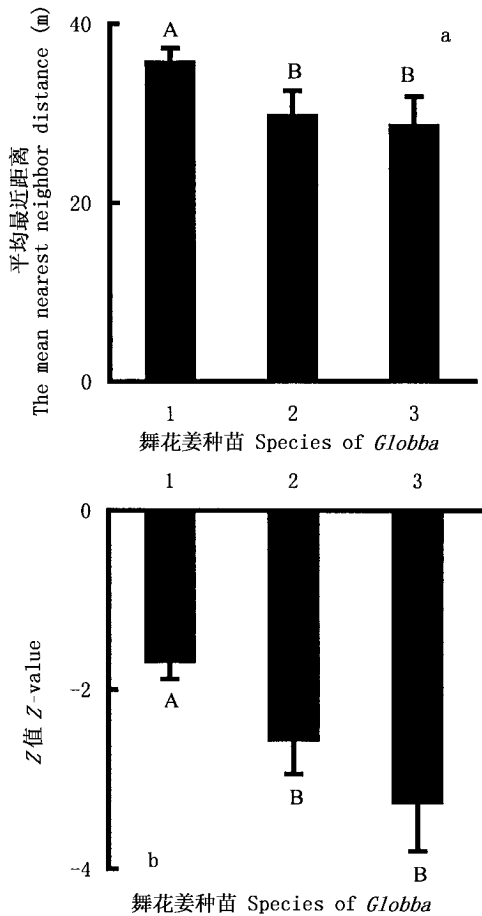 40
20
0
a
A
B
B
平均最近距离
The mean nearest neighbor distance (m)
1
2
3
舞花姜种苗 Species of Globba
1
2
3
0
-2
-4
Z值 Z-value
A
B
B
b
舞花姜种苗 Species of Globba